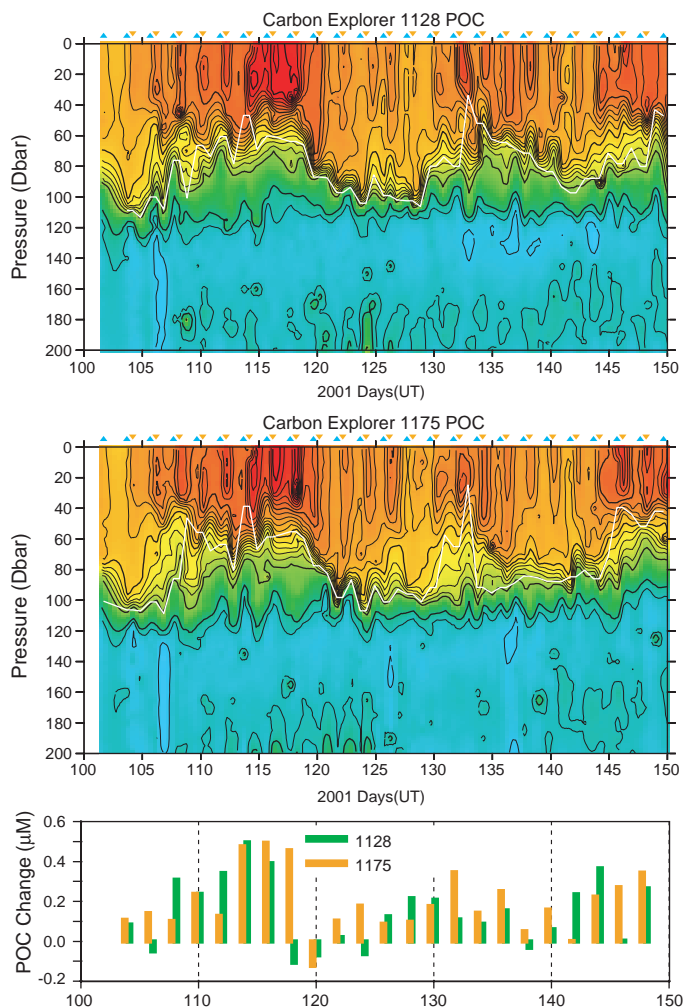 Carbon Explorer 1128 POC
0
20
40
60
80
100
120
140
160
180
200
Pressure (Dbar)
100 105 110 115 120 125 130 135 140 145 150
2001 Days(UT)
Carbon Explorer 1175 POC
0
20
40
60
80
100
120
140
160
180
200
Pressure (Dbar)
100 105 110 115 120 125 130 135 140 145 150
2001 Days(UT)
0.6
0.4
0.2
0.0
-0.2
POC Change (µM)
1128
1175
100 110 120 130 140 150